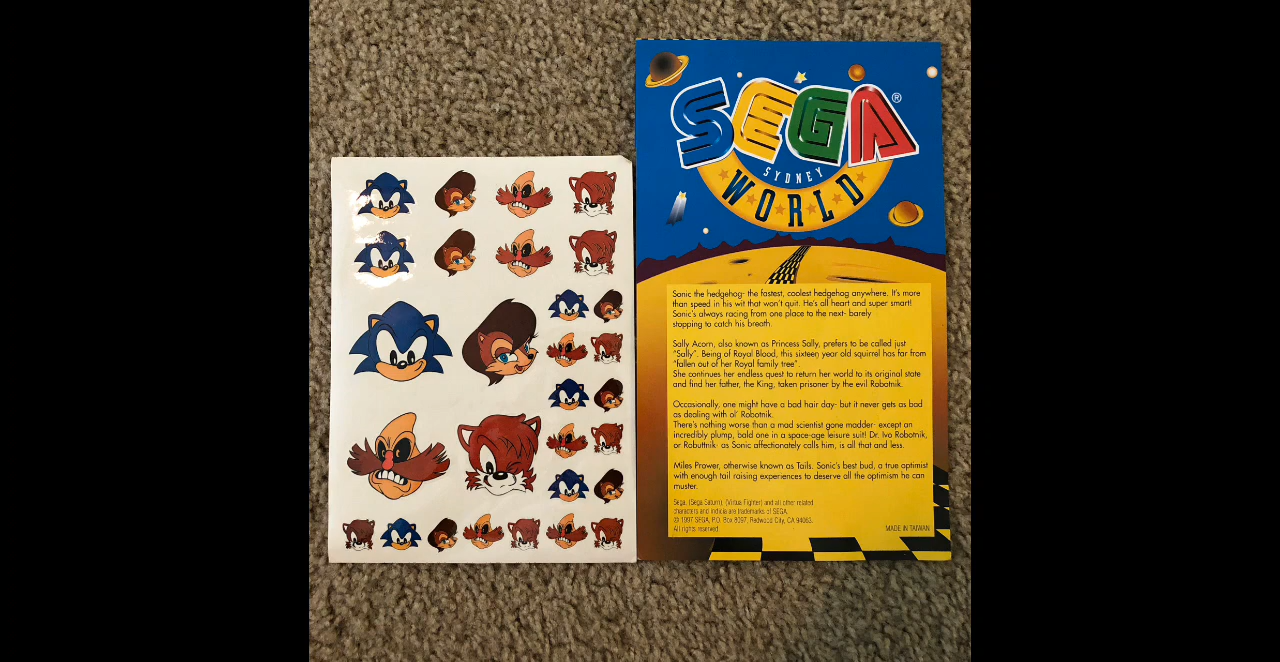 SEGA®
SYDNEY
WORLD
Sonic the hedgehog- the fastest, coolest hedgehog anywhere. It's more
than speed in his wit that won't quit. He's all heart and super smart!
Sonic's always racing from one place to the next- barely
stopping to catch his breath.
Sally Acorn, also known as Princess Sally, prefers to be called just
"Sally". Being of Royal Blood, this sixteen year old squirrel has far from
"fallen out of her Royal family tree".
She continues her endless quest to return her world to its original state
and find her father, the King, taken prisoner by the evil Robotnik.
Occasionally, one might have a bad hair day- but it never gets as bad
as dealing with ol' Robotnik.
There's nothing worse than a mad scientist gone madder- except an
incredibly plump, bald one in a space-age leisure suit! Dr. Ivo Robotnik,
or Robuttnik- as Sonic affectionately calls him, is all that and less.
Miles Prower, otherwise known as Tails. Sonic's best bud, a true optimist
with enough tail raising experiences to deserve all the optimism he can
muster.
Sega, (Sega Saturn), (Virtua Fighter) and all other related
characters and indicia are trademarks of SEGA.
© 1997 SEGA, P.O. Box 8097, Redwood City, CA 94063.
All rights reserved.
MADE IN TAIWAN